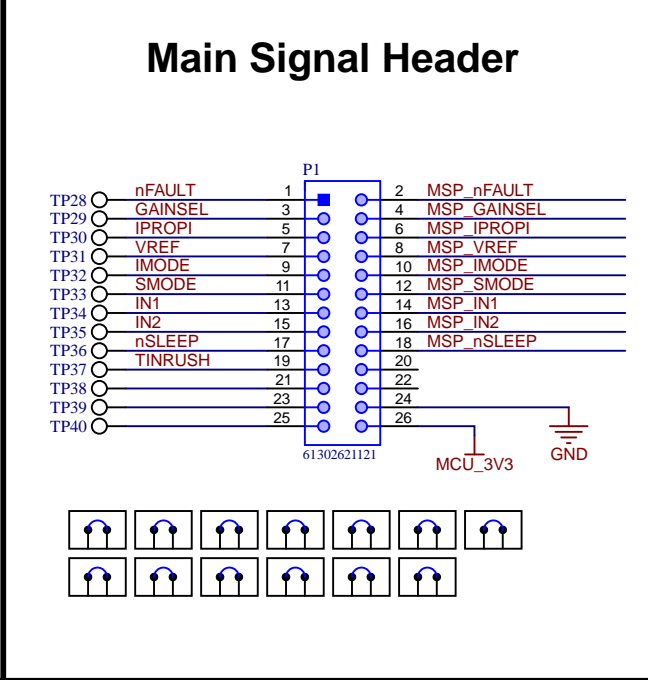 Main Signal Header
P1
TP28 nFAULT 1 2 MSP_nFAULT
TP29 GAINSEL 3 4 MSP_GAINSEL
TP30 IPROPI 5 6 MSP_IPROPI
TP31 VREF 7 8 MSP_VREF
TP32 IMODE 9 10 MSP_IMODE
TP33 SMODE 11 12 MSP_SMODE
TP34 IN1 13 14 MSP_IN1
TP35 IN2 15 16 MSP_IN2
TP36 nSLEEP 17 18 MSP_nSLEEP
TP37 TINRUSH 19 20
TP38 21 22
TP39 23 24
TP40 25 26
61302621121
MCU_3V3
GND